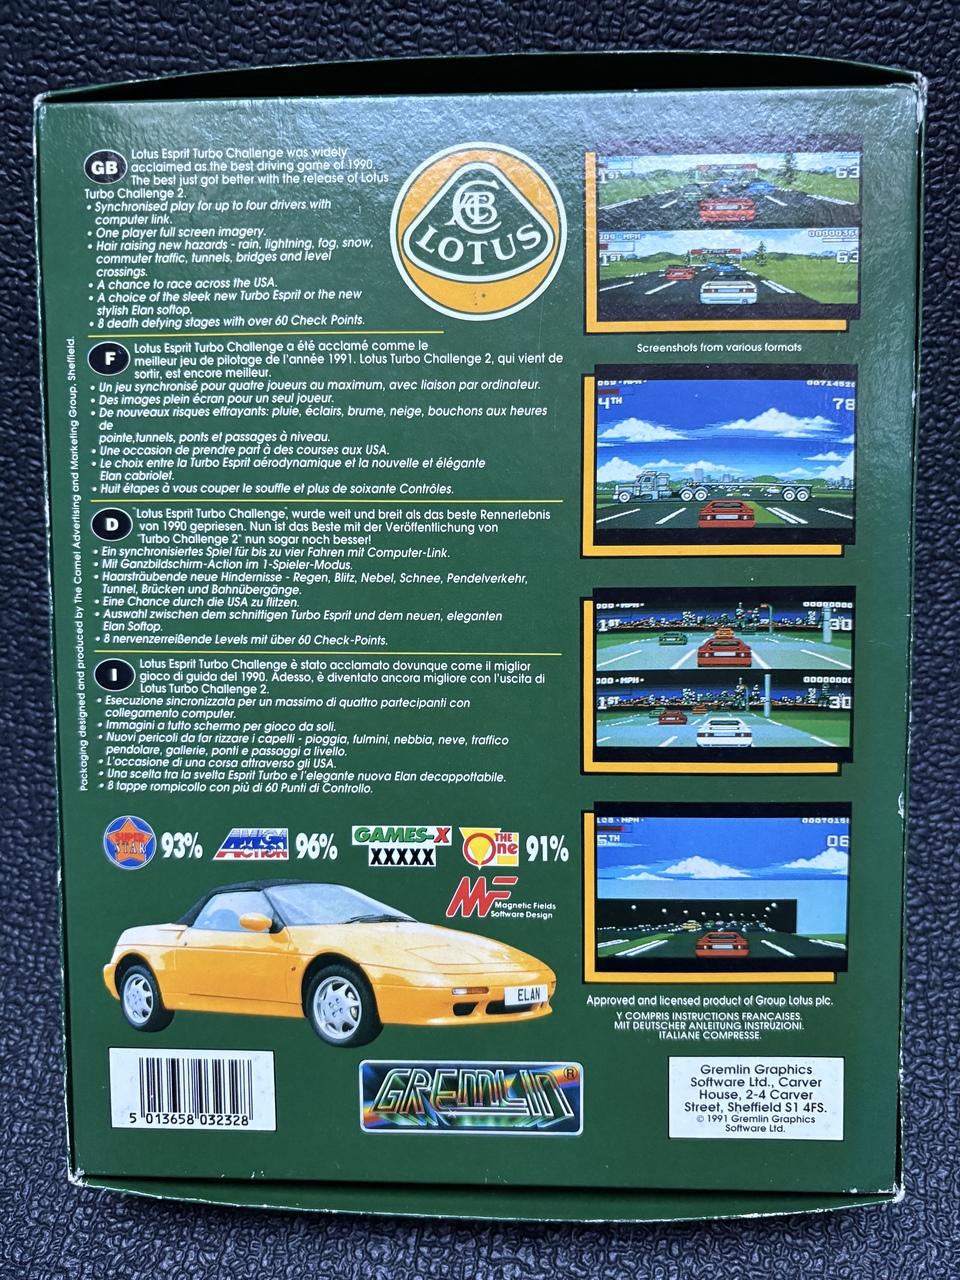 GB
Lotus Esprit Turbo Challenge was widely
acclaimed as the best driving game of 1990.
The best just got better with the release of Lotus
Turbo Challenge 2.
• Synchronised play for up to four drivers with
computer link.
• One player full screen imagery.
• Hair raising new hazards - rain, lightning, fog, snow,
commuter traffic, tunnels, bridges and level
crossings.
• A chance to race across the USA.
• A choice of the sleek new Turbo Esprit or the new
stylish Elan softop.
• 8 death defying stages with over 60 Check Points.
F
Lotus Esprit Turbo Challenge a été acclamé comme le
meilleur jeu de pilotage de l'année 1991. Lotus Turbo Challenge 2, qui vient de
sortir, est encore meilleur.
• Un jeu synchronisé pour quatre joueurs au maximum, avec liaison par ordinateur.
• Des images plein écran pour un seul joueur.
• De nouveaux risques effrayants: pluie, éclairs, brume, neige, bouchons aux heures
de
pointe,tunnels, ponts et passages à niveau.
• Une occasion de prendre part à des courses aux USA.
• Le choix entre la Turbo Esprit aérodynamique et la nouvelle et élégante
Elan cabriolet.
• Huit étapes à vous couper le souffle et plus de soixante Contrôles.
D
"Lotus Esprit Turbo Challenge", wurde weit und breit als das beste Rennerlebnis
von 1990 gepriesen. Nun ist das Beste mit der Veröffentlichung von
"Turbo Challenge 2" nun sogar noch besser!
• Ein synchronisiertes Spiel für bis zu vier Fahren mit Computer-Link.
• Mit Ganzbildschirm-Action im 1-Spieler-Modus.
• Haarsträubende neue Hindernisse - Regen, Blitz, Nebel, Schnee, Pendelverkehr,
Tunnel, Brücken und Bahnübergänge.
• Eine Chance durch die USA zu flitzen.
• Auswahl zwischen dem schnittigen Turbo Esprit und dem neuen, eleganten
Elan Softop.
• 8 nervenzerreißende Levels mit über 60 Check-Points.
I
Lotus Esprit Turbo Challenge è stato acclamato dovunque come il miglior
gioco di guida del 1990. Adesso, è diventato ancora migliore con l'uscita di
Lotus Turbo Challenge 2.
• Esecuzione sincronizzata per un massimo di quattro partecipanti con
collegamento computer.
• Immagini a tutto schermo per gioco da soli.
• Nuovi pericoli da far rizzare i capelli - pioggia, fulmini, nebbia, neve, traffico
pendolare, gallerie, ponti e passaggi a livello.
• L'occasione di una corsa attraverso gli USA.
• Una scelta tra la svelta Esprit Turbo e l'elegante nuova Elan decappottabile.
• 8 tappe rompicollo con più di 60 Punti di Controllo.
Packaging designed and produced by The Camel Advertising and Marketing Group, Sheffield.
LOTUS
1ST
63
1ST
63
Screenshots from various formats
4TH
78
1ST
30
1ST
30
5TH
06
SUPER STAR 93%
AMIGA ACTION 96%
GAMES-X XXXXX
THE One 91%
MF Magnetic Fields
Software Design
ELAN
Approved and licensed product of Group Lotus plc.
Y COMPRIS INSTRUCTIONS FRANÇAISES.
MIT DEUTSCHER ANLEITUNG INSTRUZIONI.
ITALIANE COMPRESE.
5 013658 032328
GREMLIN®
Gremlin Graphics
Software Ltd., Carver
House, 2-4 Carver
Street, Sheffield S1 4FS.
© 1991 Gremlin Graphics
Software Ltd.